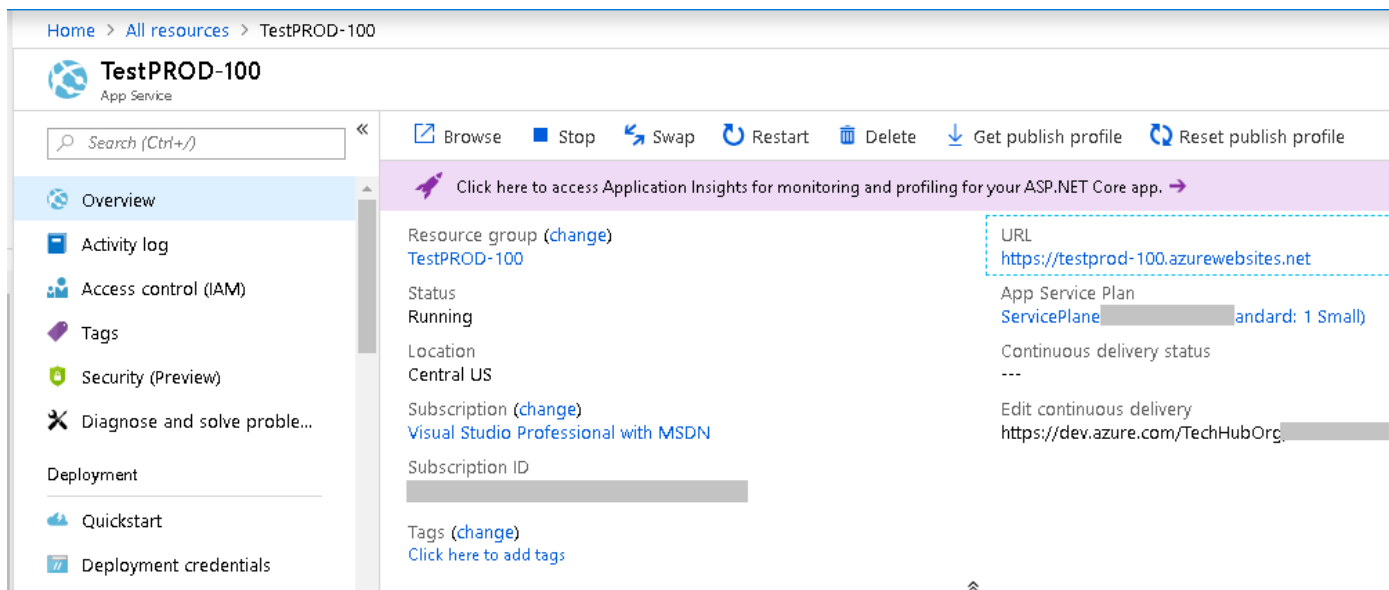 Home > All resources > TestPROD-100
TestPROD-100
App Service
Search (Ctrl+/)
Overview
Activity log
Access control (IAM)
Tags
Security (Preview)
Diagnose and solve proble...
Deployment
Quickstart
Deployment credentials
Browse Stop Swap Restart Delete Get publish profile Reset publish profile
Click here to access Application Insights for monitoring and profiling for your ASP.NET Core app.
Resource group (change)
TestPROD-100
Status
Running
Location
Central US
Subscription (change)
Visual Studio Professional with MSDN
Subscription ID
Tags (change)
Click here to add tags
URL
https://testprod-100.azurewebsites.net
App Service Plan
ServicePlane andard: 1 Small)
Continuous delivery status
---
Edit continuous delivery
https://dev.azure.com/TechHubOrg